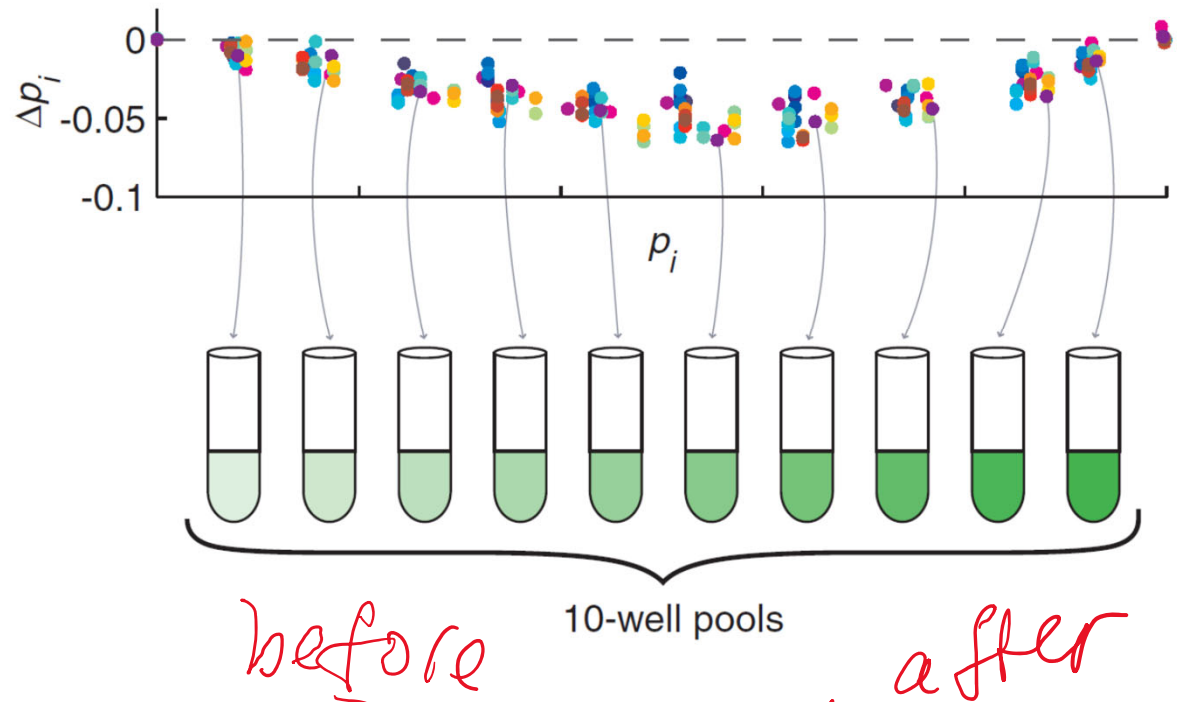 0
Δp_i
-0.05
-0.1
p_i
10-well pools
before after